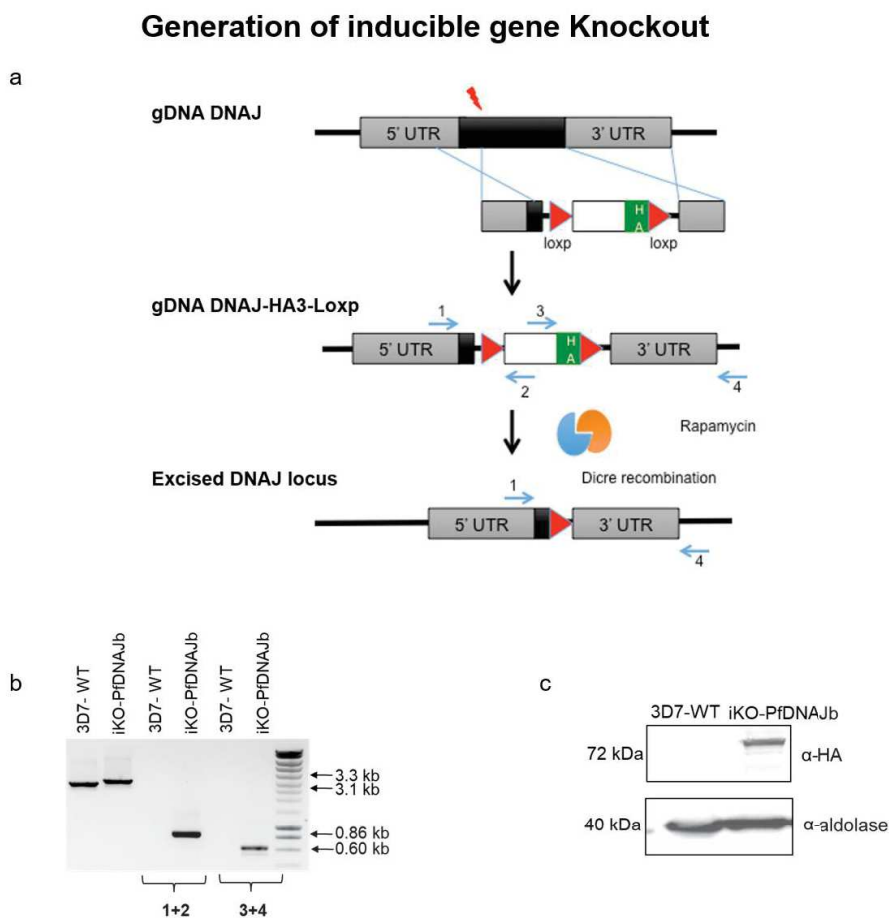 Generation of inducible gene Knockout
a
gDNA DNAJ
5' UTR
3' UTR
H
A
loxp
loxp
gDNA DNAJ-HA3-Loxp
1
3
5' UTR
H
A
3' UTR
2
4
Rapamycin
Dicre recombination
Excised DNAJ locus
1
5' UTR
3' UTR
4
b
3D7- WT
iKO-PfDNAJb
3D7- WT
iKO-PfDNAJb
3D7- WT
iKO-PfDNAJb
3.3 kb
3.1 kb
0.86 kb
0.60 kb
1+2
3+4
c
3D7-WT iKO-PfDNAJb
72 kDa
α-HA
40 kDa
α-aldolase